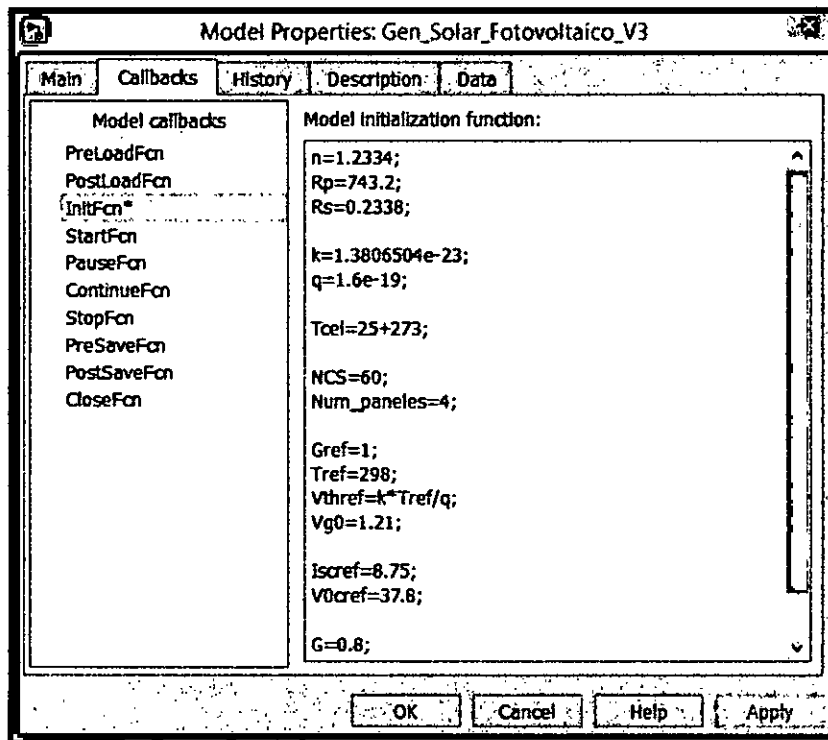 Model Properties: Gen_Solar_Fotovoltaico_V3
Main Callbacks History Description Data
Model callbacks
PreLoadFcn
PostLoadFcn
InitFcn*
StartFcn
PauseFcn
ContinueFcn
StopFcn
PreSaveFcn
PostSaveFcn
CloseFcn
Model initialization function:
n=1.2334;
Rp=743.2;
Rs=0.2338;
k=1.3806504e-23;
q=1.6e-19;
Tcel=25+273;
NCS=60;
Num_paneles=4;
Gref=1;
Tref=298;
Vthref=k*Tref/q;
Vg0=1.21;
Iscref=8.75;
V0cref=37.8;
G=0.8;
OK Cancel Help Apply